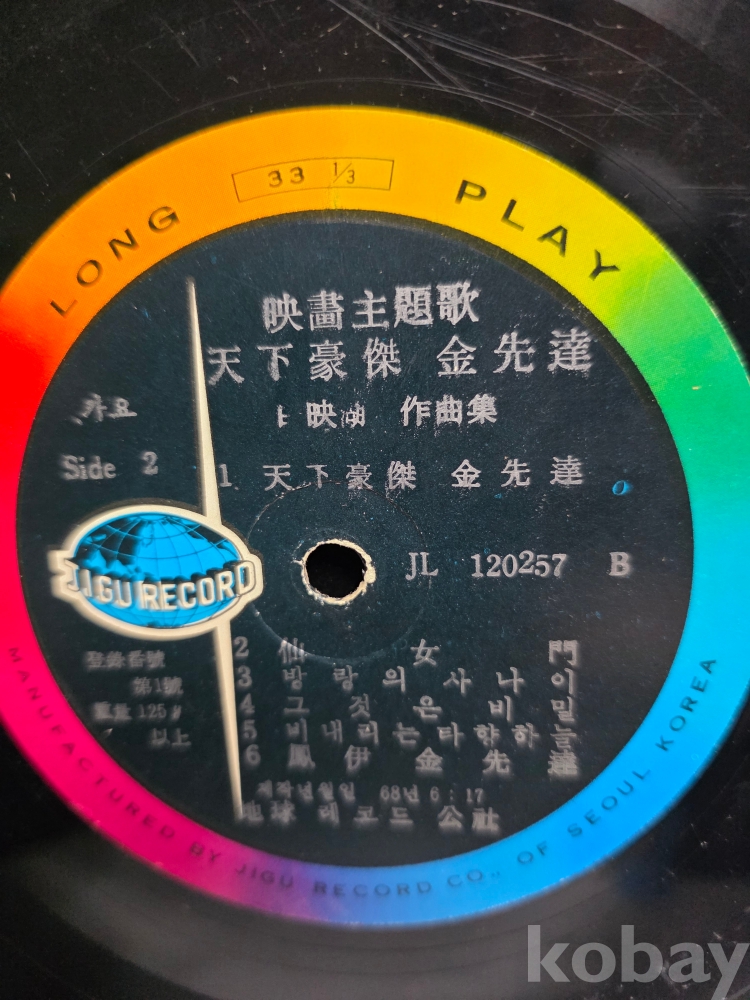 LONG PLAY
33 1/3
映畫主題歌
天下豪傑 金先達
가요
映湖 作曲集
Side 2
1 天下豪傑 金先達
JIGU RECORD
JL 120257 B
2 仙女門
3 방랑의 사나이
4 그것은 비밀
5 비내리는타향하늘
6 鳳伊金先達
登錄番號
第1號
重量 125g
以上
제작년월일 68년 6:17
地球 레코드 公社
MANUFACTURED BY JIGU RECORD CO., OF SEOUL KOREA
kobay